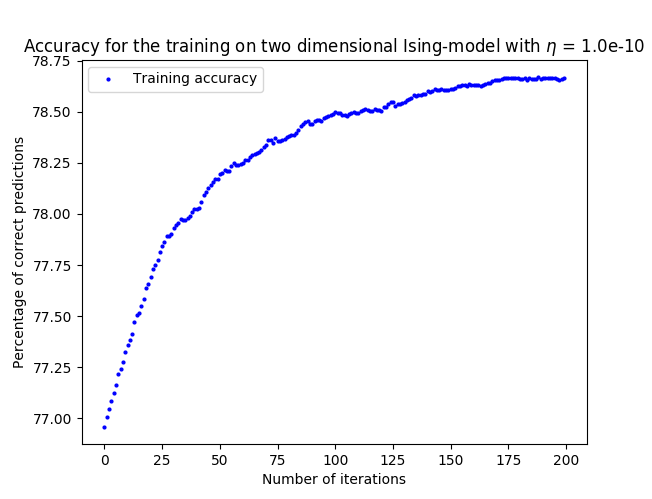 Accuracy for the training on two dimensional Ising-model with η = 1.0e-10
78.75
78.50
78.25
78.00
77.75
77.50
77.25
77.00
Percentage of correct predictions
Training accuracy
0 25 50 75 100 125 150 175 200
Number of iterations